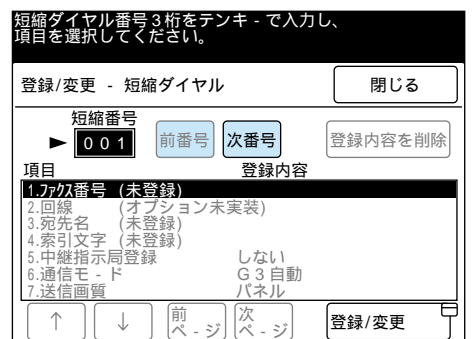 短縮ダイヤル番号3桁をテンキ-で入力し、
項目を選択してください。
登録/変更 - 短縮ダイヤル 閉じる
短縮番号
001 前番号 次番号 登録内容を削除
項目 登録内容
1.ファクス番号 (未登録)
2.回線 (オプション未実装)
3.宛先名 (未登録)
4.索引文字 (未登録)
5.中継指示局登録 しない
6.通信モ-ド G3自動
7.送信画質 パネル
↑ ↓ 前ペ-ジ 次ペ-ジ 登録/変更